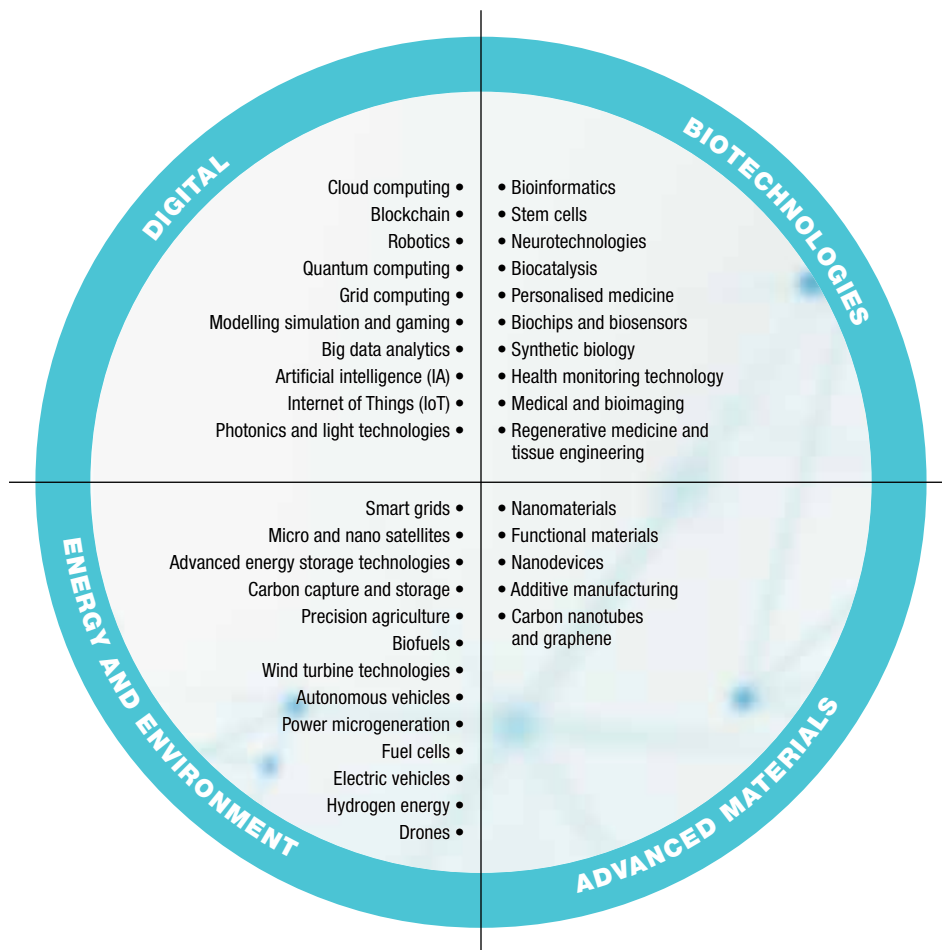 DIGITAL
Cloud computing •
Blockchain •
Robotics •
Quantum computing •
Grid computing •
Modelling simulation and gaming •
Big data analytics •
Artificial intelligence (IA) •
Internet of Things (IoT) •
Photonics and light technologies •
BIOTECHNOLOGIES
• Bioinformatics
• Stem cells
• Neurotechnologies
• Biocatalysis
• Personalised medicine
• Biochips and biosensors
• Synthetic biology
• Health monitoring technology
• Medical and bioimaging
• Regenerative medicine and
tissue engineering
ENERGY AND ENVIRONMENT
Smart grids •
Micro and nano satellites •
Advanced energy storage technologies •
Carbon capture and storage •
Precision agriculture •
Biofuels •
Wind turbine technologies •
Autonomous vehicles •
Power microgeneration •
Fuel cells •
Electric vehicles •
Hydrogen energy •
Drones •
ADVANCED MATERIALS
• Nanomaterials
• Functional materials
• Nanodevices
• Additive manufacturing
• Carbon nanotubes
and graphene